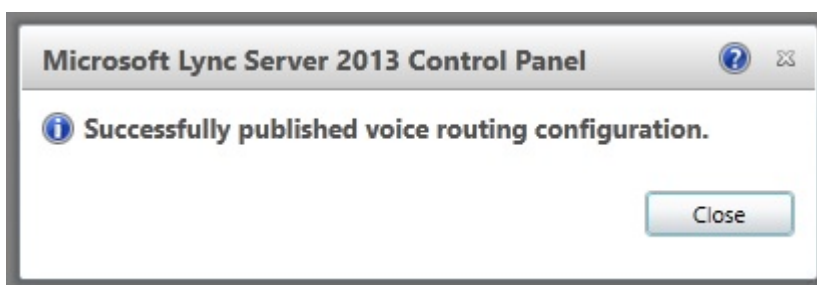 Microsoft Lync Server 2013 Control Panel
Successfully published voice routing configuration.
Close